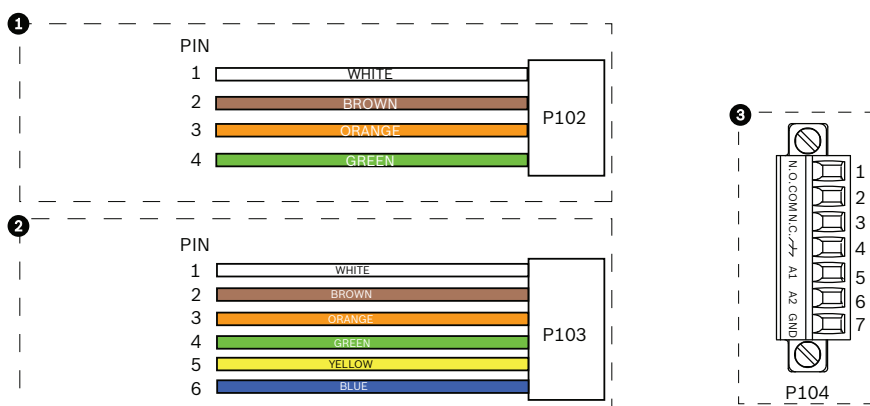 1
PIN
1 WHITE
2 BROWN
3 ORANGE
4 GREEN
P102
2
PIN
1 WHITE
2 BROWN
3 ORANGE
4 GREEN
5 YELLOW
6 BLUE
P103
3
N.O. 1
COM 2
N.C. 3
4
A1 5
A2 6
GND 7
P104